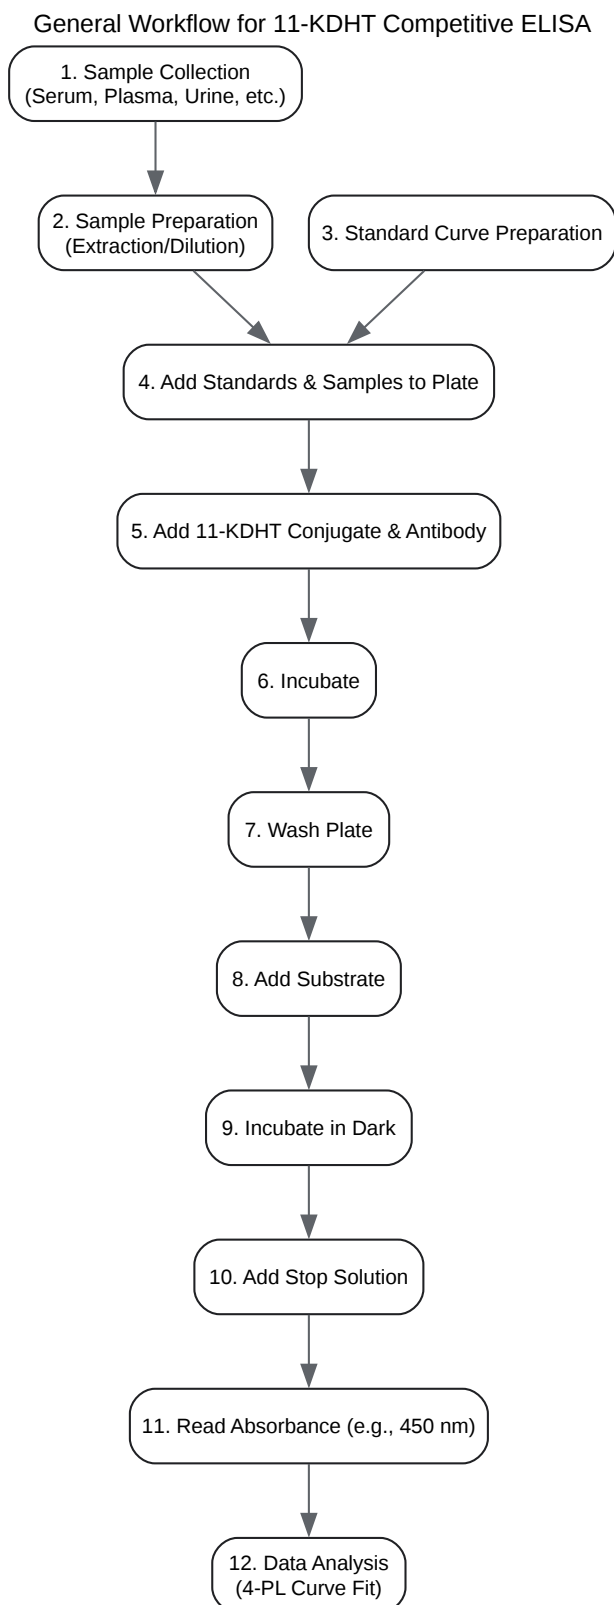 General Workflow for 11-KDHT Competitive ELISA
1. Sample Collection
(Serum, Plasma, Urine, etc.)
2. Sample Preparation
(Extraction/Dilution)
3. Standard Curve Preparation
4. Add Standards & Samples to Plate
5. Add 11-KDHT Conjugate & Antibody
6. Incubate
7. Wash Plate
8. Add Substrate
9. Incubate in Dark
10. Add Stop Solution
11. Read Absorbance (e.g., 450 nm)
12. Data Analysis
(4-PL Curve Fit)